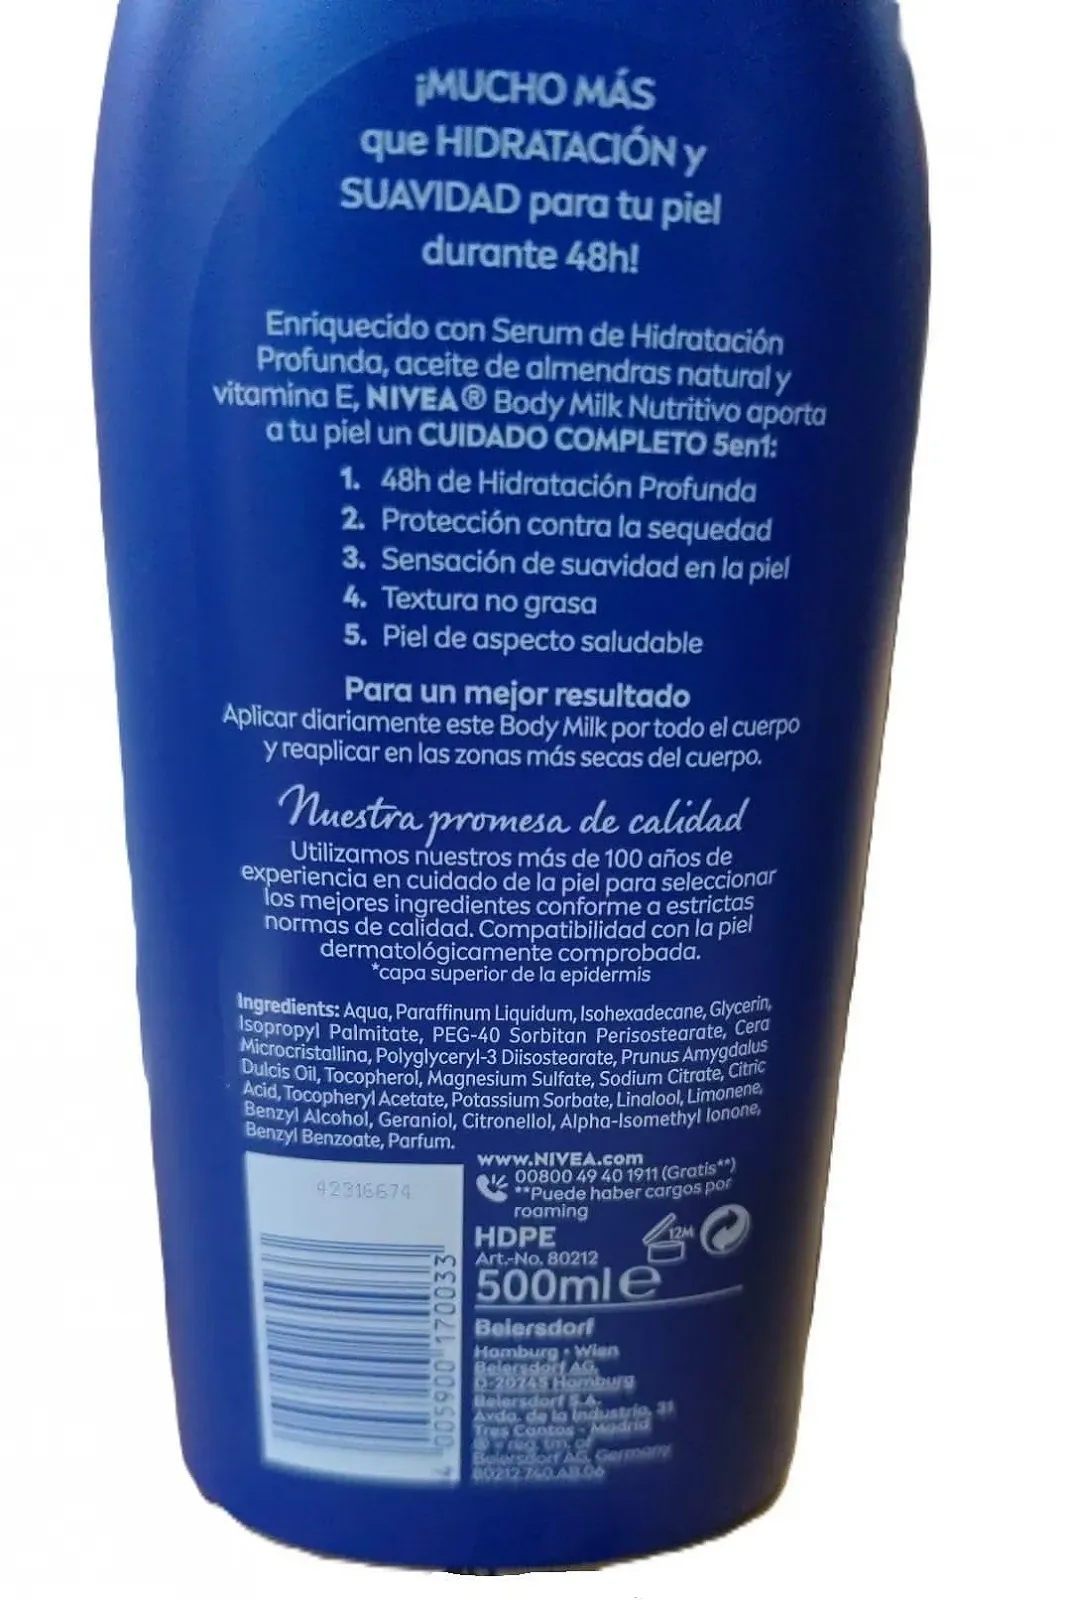 ¡MUCHO MÁS
que HIDRATACIÓN y
SUAVIDAD para tu piel
durante 48h!
Enriquecido con Serum de Hidratación
Profunda, aceite de almendras natural y
vitamina E, NIVEA® Body Milk Nutritivo aporta
a tu piel un CUIDADO COMPLETO 5en1:
1. 48h de Hidratación Profunda
2. Protección contra la sequedad
3. Sensación de suavidad en la piel
4. Textura no grasa
5. Piel de aspecto saludable
Para un mejor resultado
Aplicar diariamente este Body Milk por todo el cuerpo
y reaplicar en las zonas más secas del cuerpo.
Nuestra promesa de calidad
Utilizamos nuestros más de 100 años de
experiencia en cuidado de la piel para seleccionar
los mejores ingredientes conforme a estrictas
normas de calidad. Compatibilidad con la piel
dermatológicamente comprobada.
*capa superior de la epidermis
Ingredients: Aqua, Paraffinum Liquidum, Isohexadecane, Glycerin,
Isopropyl Palmitate, PEG-40 Sorbitan Perisostearate, Cera
Microcristallina, Polyglyceryl-3 Diisostearate, Prunus Amygdalus
Dulcis Oil, Tocopherol, Magnesium Sulfate, Sodium Citrate, Citric
Acid, Tocopheryl Acetate, Potassium Sorbate, Linalool, Limonene,
Benzyl Alcohol, Geraniol, Citronellol, Alpha-Isomethyl Ionone,
Benzyl Benzoate, Parfum.
42316674
4 005900 170033
www.NIVEA.com
00800 49 40 1911 (Gratis**)
**Puede haber cargos por
roaming
HDPE
12M
Art.-No. 80212
500ml e
Beiersdorf
Hamburg • Wien
Beiersdorf AG,
D-20245 Hamburg
Beiersdorf S.A.
Avda. de la Industria, 31
Tres Cantos - Madrid
® = reg. tm. of
Beiersdorf AG, Germany
80212.740.AB.06